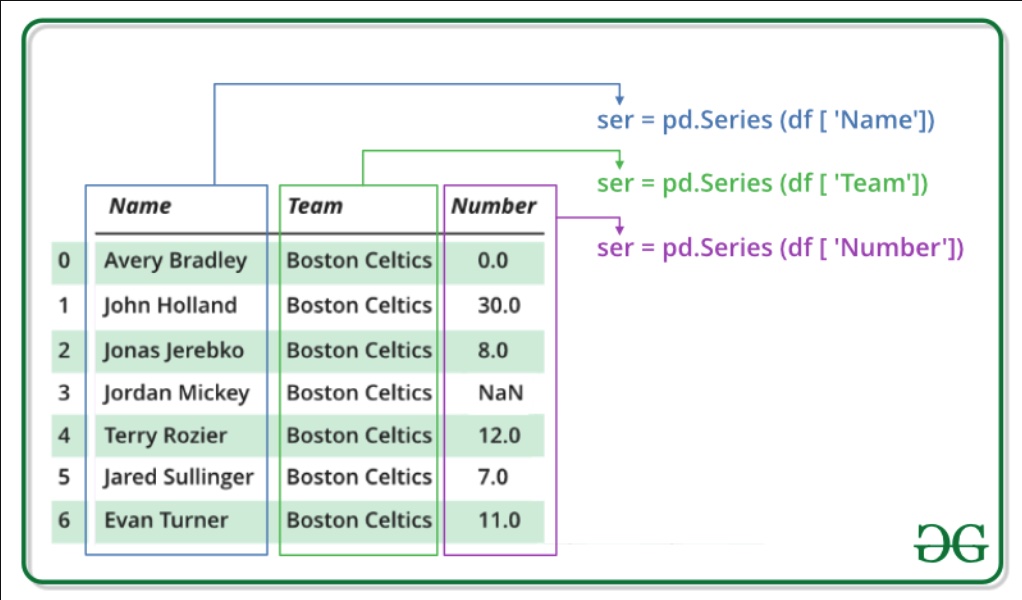 ser = pd.Series (df [ 'Name'])
ser = pd.Series (df [ 'Team'])
ser = pd.Series (df [ 'Number'])
Name Team Number
0 Avery Bradley Boston Celtics 0.0
1 John Holland Boston Celtics 30.0
2 Jonas Jerebko Boston Celtics 8.0
3 Jordan Mickey Boston Celtics NaN
4 Terry Rozier Boston Celtics 12.0
5 Jared Sullinger Boston Celtics 7.0
6 Evan Turner Boston Celtics 11.0